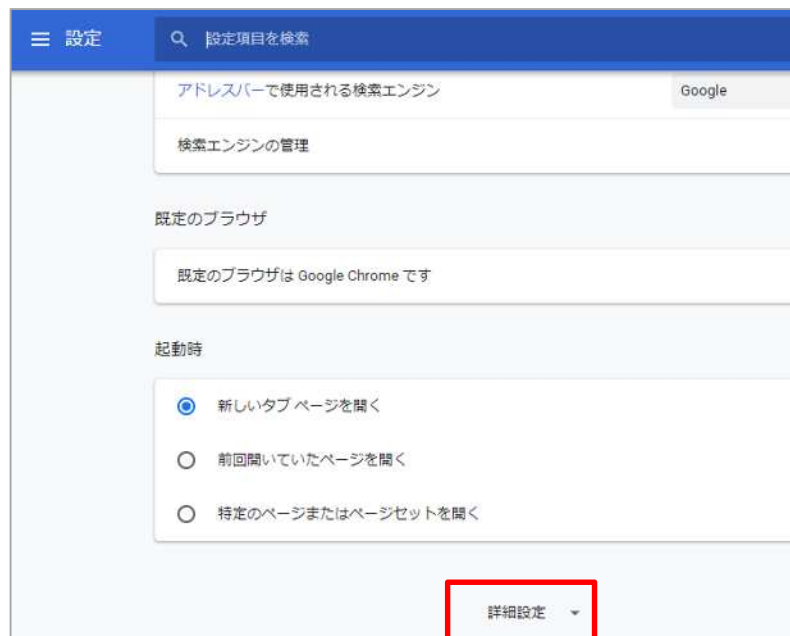 設定
設定項目を検索
アドレスバーで使用される検索エンジン
Google
検索エンジンの管理
既定のブラウザ
既定のブラウザは Google Chrome です
起動時
新しいタブ ページを開く
前回開いていたページを開く
特定のページまたはページセットを開く
詳細設定